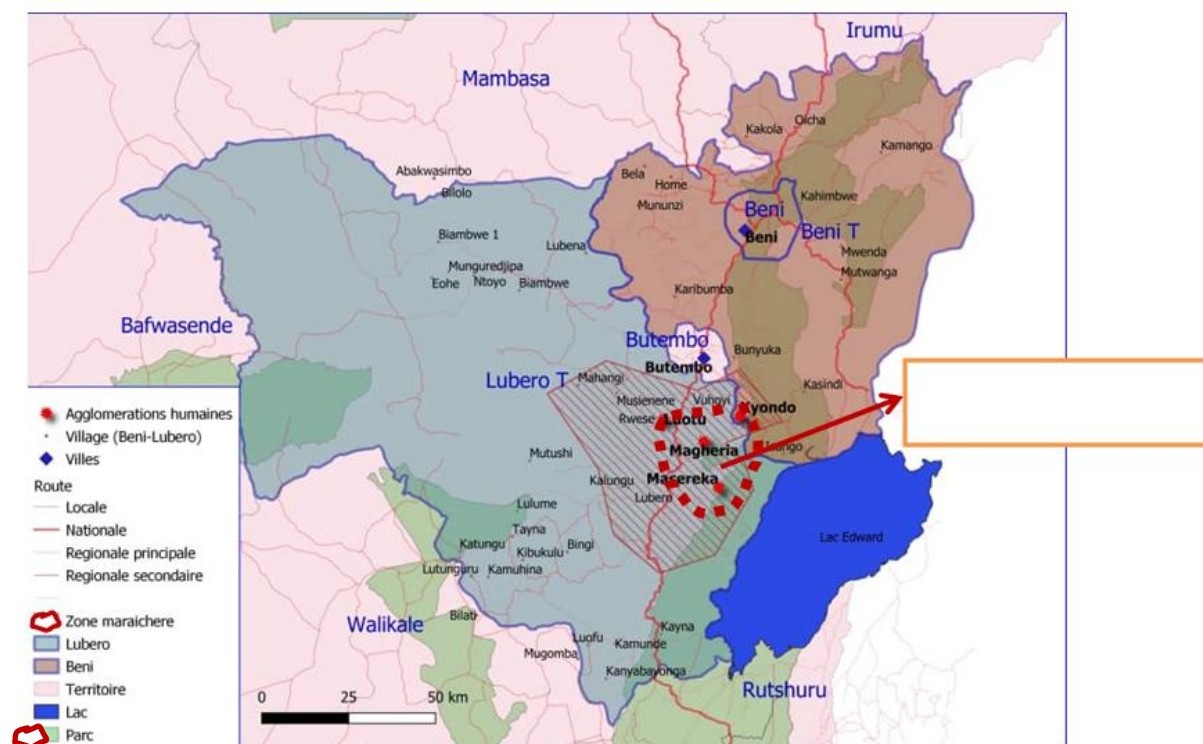 Irumu
Mambasa
Kakola
Oicha
Kamango
Abakwasimbo
Bilolo
Bela
Home
Mununzi
Kahimbwe
Beni
Beni
Beni T
Biambwe 1
Lubena
Mwenda
Mutwanga
Munguredjipa
Eohe
Ntoyo
Biambwe
Karibumba
Bafwasende
Butembo
Butembo
Bunyuka
Lubero T
Mahangi
Kasindi
Musienene
Vuhoyi
Kyondo
Rwese
Luotu
Magheria
Mutushi
Kalungu
Masereka
Lubero
Lulume
Tayna
Katungu
Kibukulu
Bingi
Lac Edward
Lutunguru
Kamuhina
Walikale
Bilati
Kayna
Luofu
Kamunde
Mugomba
Kanyabayonga
Rutshuru
Agglomerations humaines
Village (Beni-Lubero)
Villes
Route
Locale
Nationale
Regionale principale
Regionale secondaire
Zone maraichere
Lubero
Beni
Territoire
Lac
Parc
0 25 50 km